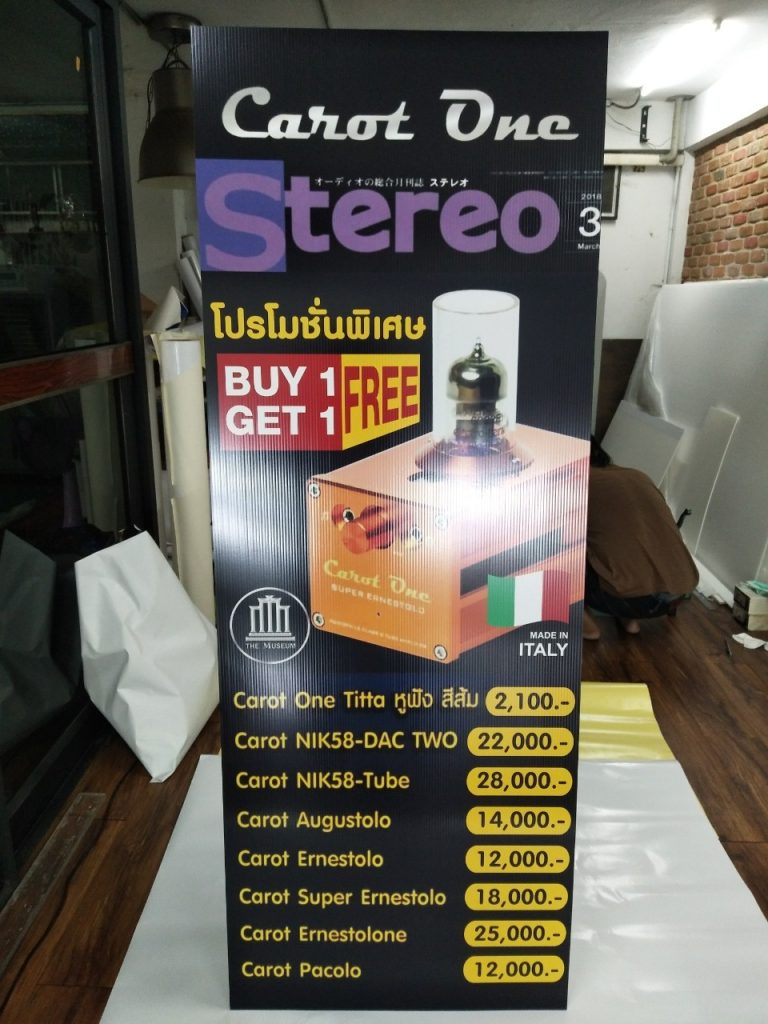 Carot One
オーディオの総合月刊誌 ステレオ
Stereo
2018
3
March
โปรโมชั่นพิเศษ
BUY 1
GET 1
FREE
Carot One
SUPER ERNESTOLO
THE MUSEUM
MADE IN
ITALY
Carot One Titta หูฟัง สีส้ม 2,100.-
Carot NIK58-DAC TWO 22,000.-
Carot NIK58-Tube 28,000.-
Carot Augustolo 14,000.-
Carot Ernestolo 12,000.-
Carot Super Ernestolo 18,000.-
Carot Ernestolone 25,000.-
Carot Pacolo 12,000.-